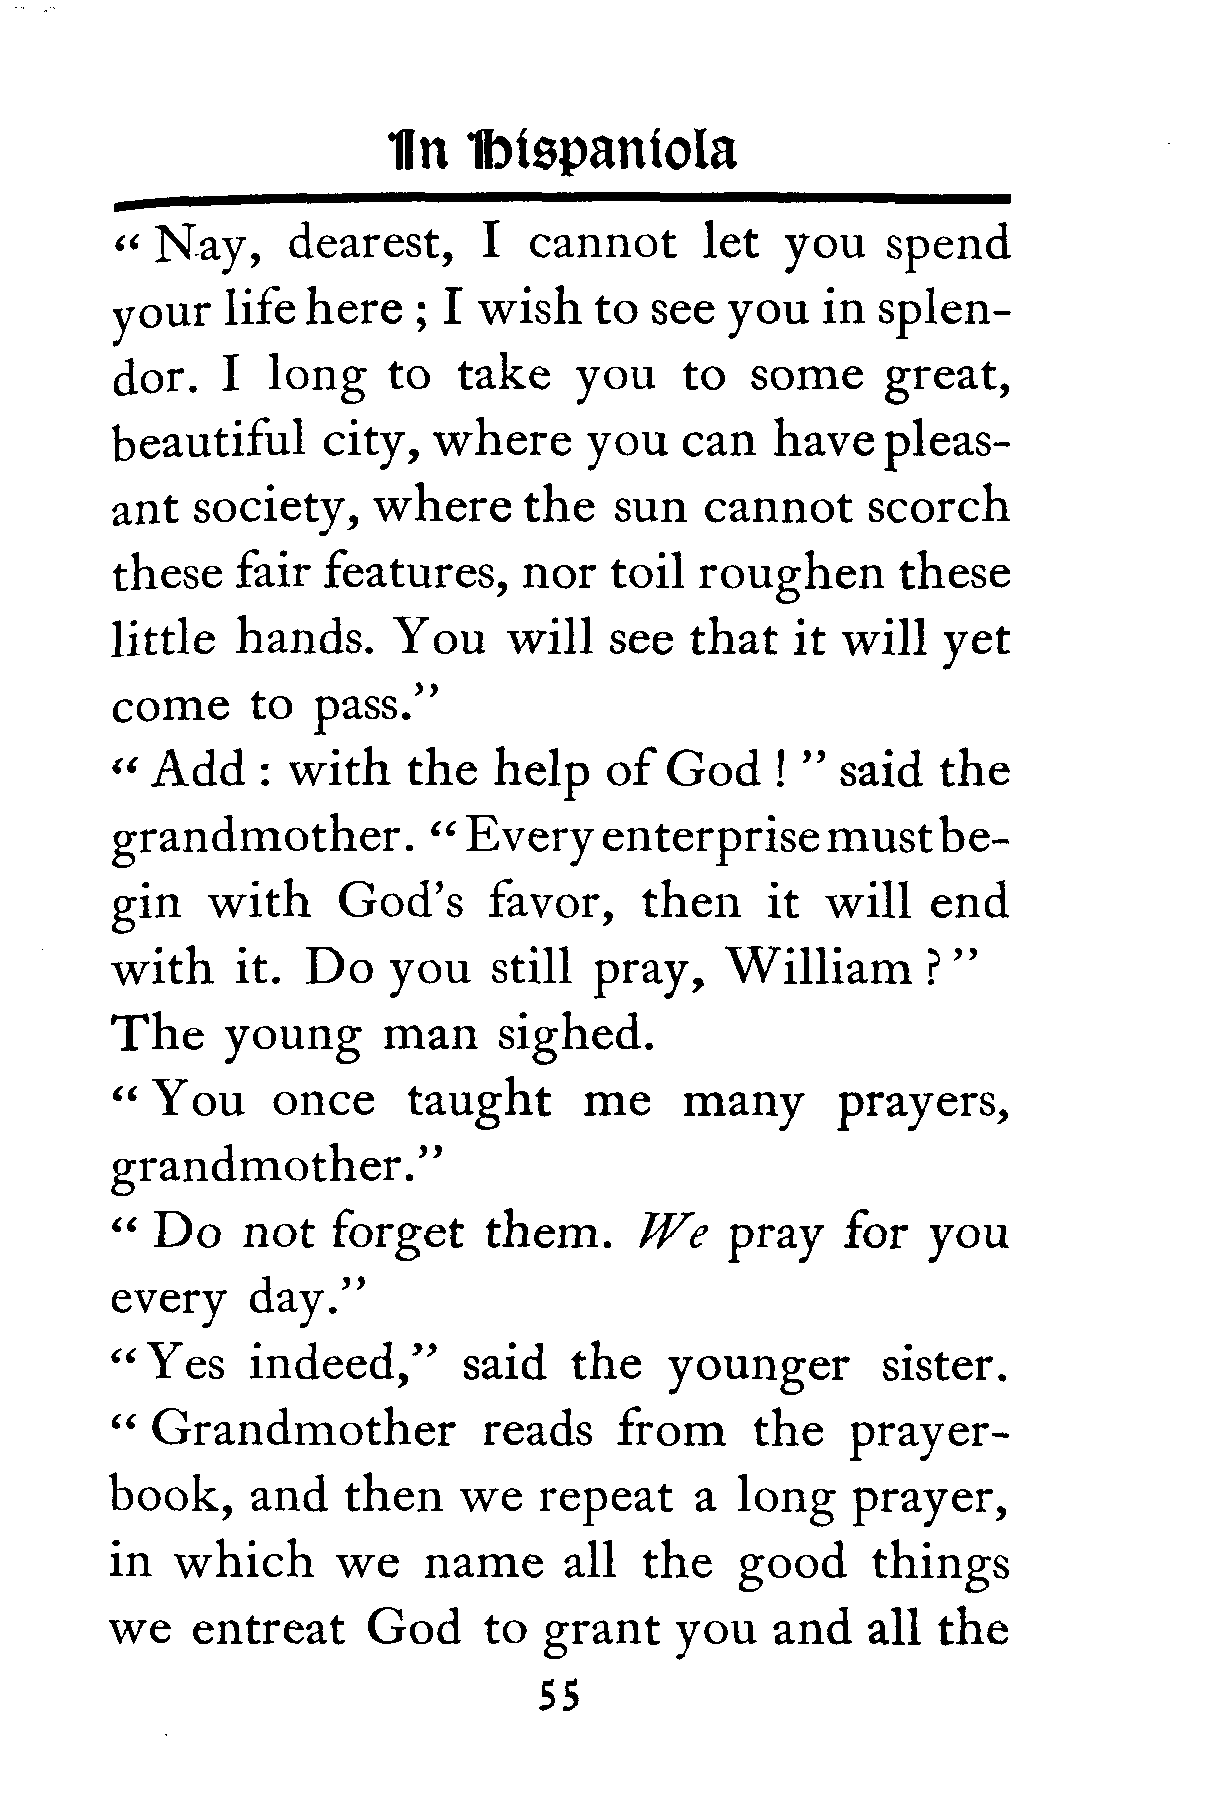 In Hispaniola
“ Nay, dearest, I cannot let you spend
your life here ; I wish to see you in splen-
dor. I long to take you to some great,
beautiful city, where you can have pleas-
ant society, where the sun cannot scorch
these fair features, nor toil roughen these
little hands. You will see that it will yet
come to pass.”
“ Add : with the help of God ! ” said the
grandmother. “ Every enterprise must be-
gin with God’s favor, then it will end
with it. Do you still pray, William ? ”
The young man sighed.
“ You once taught me many prayers,
grandmother.”
“ Do not forget them. We pray for you
every day.”
“ Yes indeed,” said the younger sister.
“ Grandmother reads from the prayer-
book, and then we repeat a long prayer,
in which we name all the good things
we entreat God to grant you and all the
55